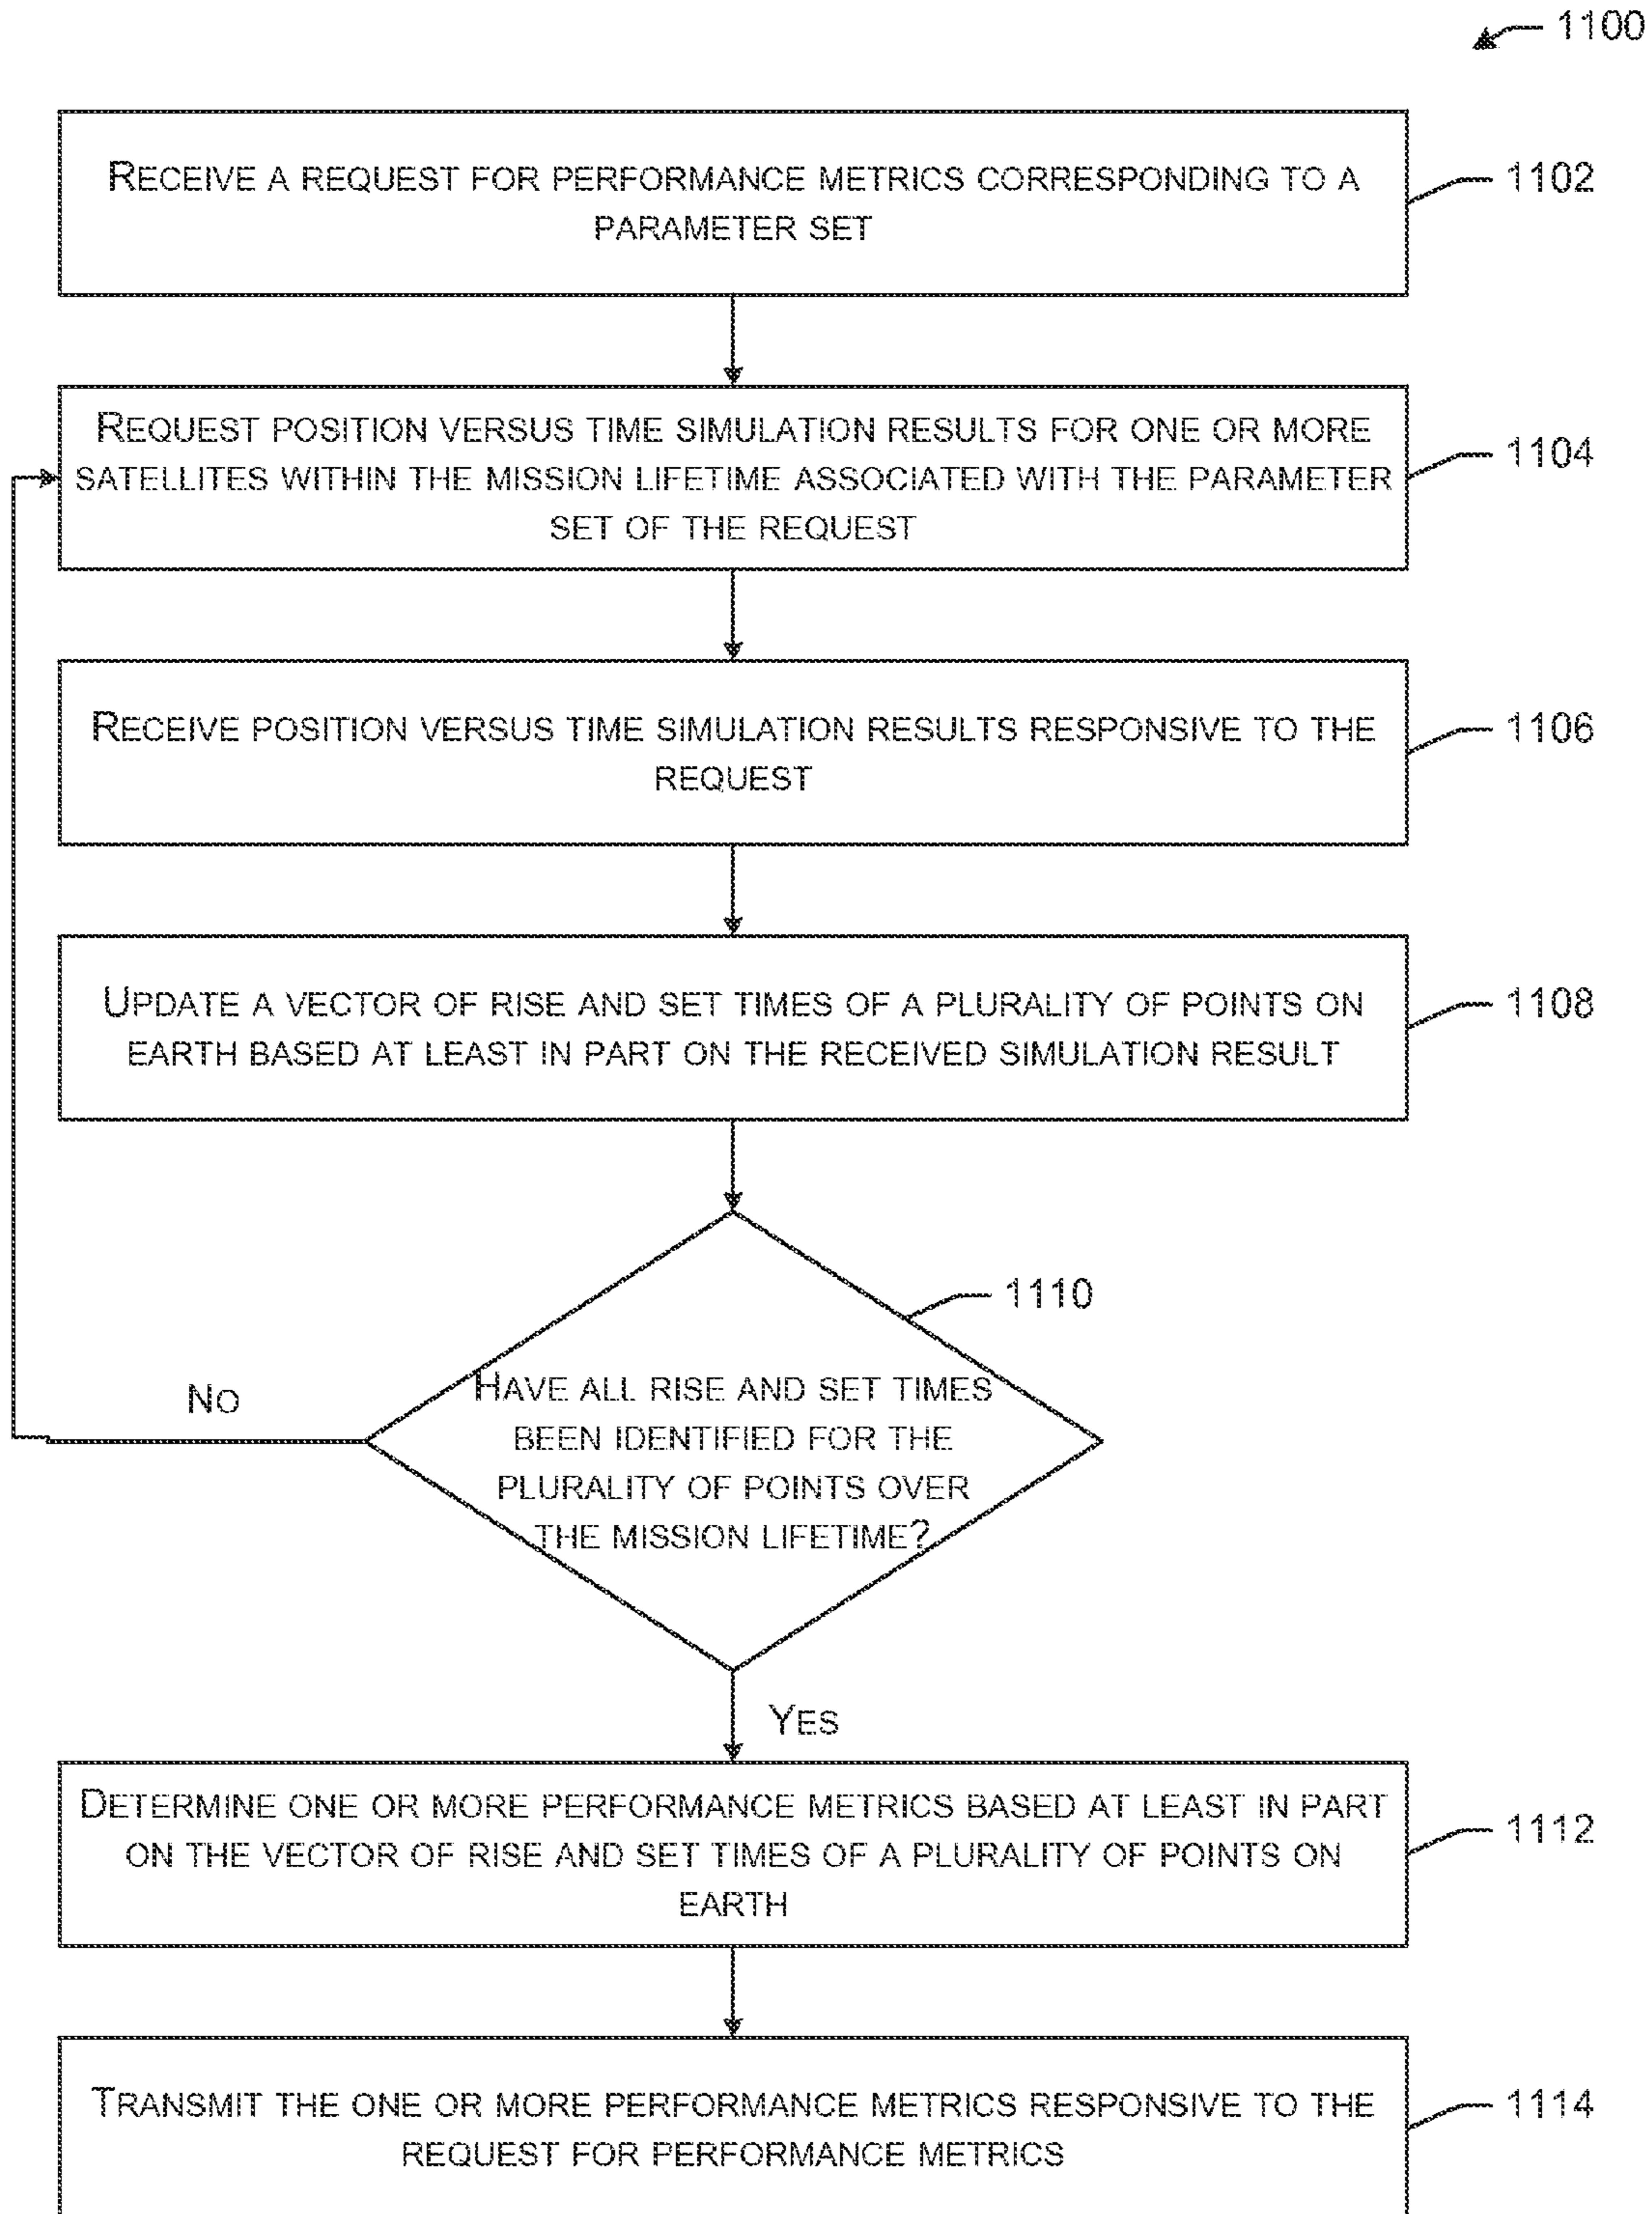 1100
RECEIVE A REQUEST FOR PERFORMANCE METRICS CORRESPONDING TO A
PARAMETER SET
1102
REQUEST POSITION VERSUS TIME SIMULATION RESULTS FOR ONE OR MORE
SATELLITES WITHIN THE MISSION LIFETIME ASSOCIATED WITH THE PARAMETER
SET OF THE REQUEST
1104
RECEIVE POSITION VERSUS TIME SIMULATION RESULTS RESPONSIVE TO THE
REQUEST
1106
UPDATE A VECTOR OF RISE AND SET TIMES OF A PLURALITY OF POINTS ON
EARTH BASED AT LEAST IN PART ON THE RECEIVED SIMULATION RESULT
1108
1110
HAVE ALL RISE AND SET TIMES
BEEN IDENTIFIED FOR THE
PLURALITY OF POINTS OVER
THE MISSION LIFETIME?
NO
YES
DETERMINE ONE OR MORE PERFORMANCE METRICS BASED AT LEAST IN PART
ON THE VECTOR OF RISE AND SET TIMES OF A PLURALITY OF POINTS ON
EARTH
1112
TRANSMIT THE ONE OR MORE PERFORMANCE METRICS RESPONSIVE TO THE
REQUEST FOR PERFORMANCE METRICS
1114